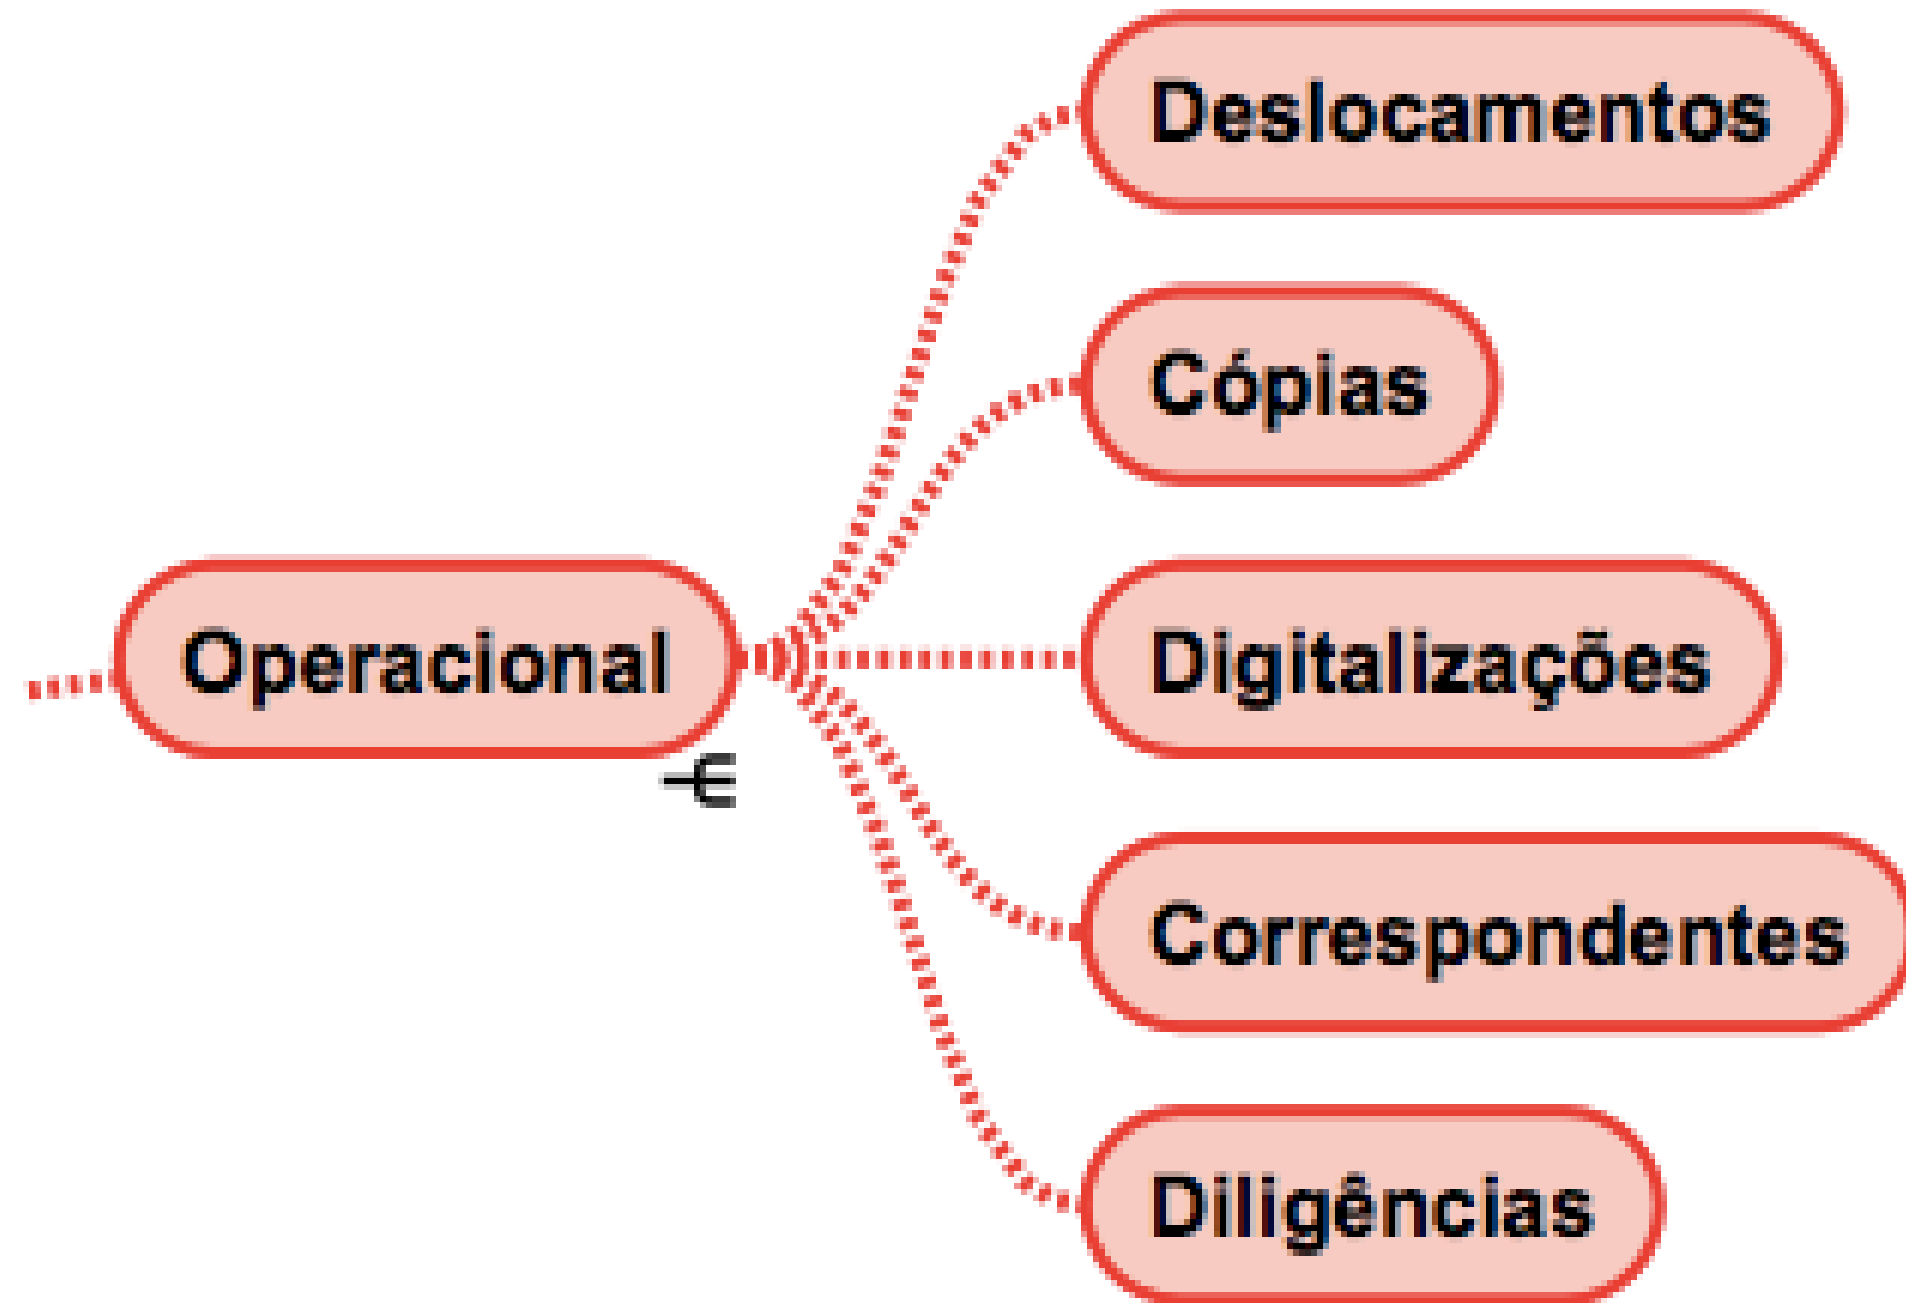 Deslocamentos
Cópias
Operacional
Digitalizações
Correspondentes
Diligências